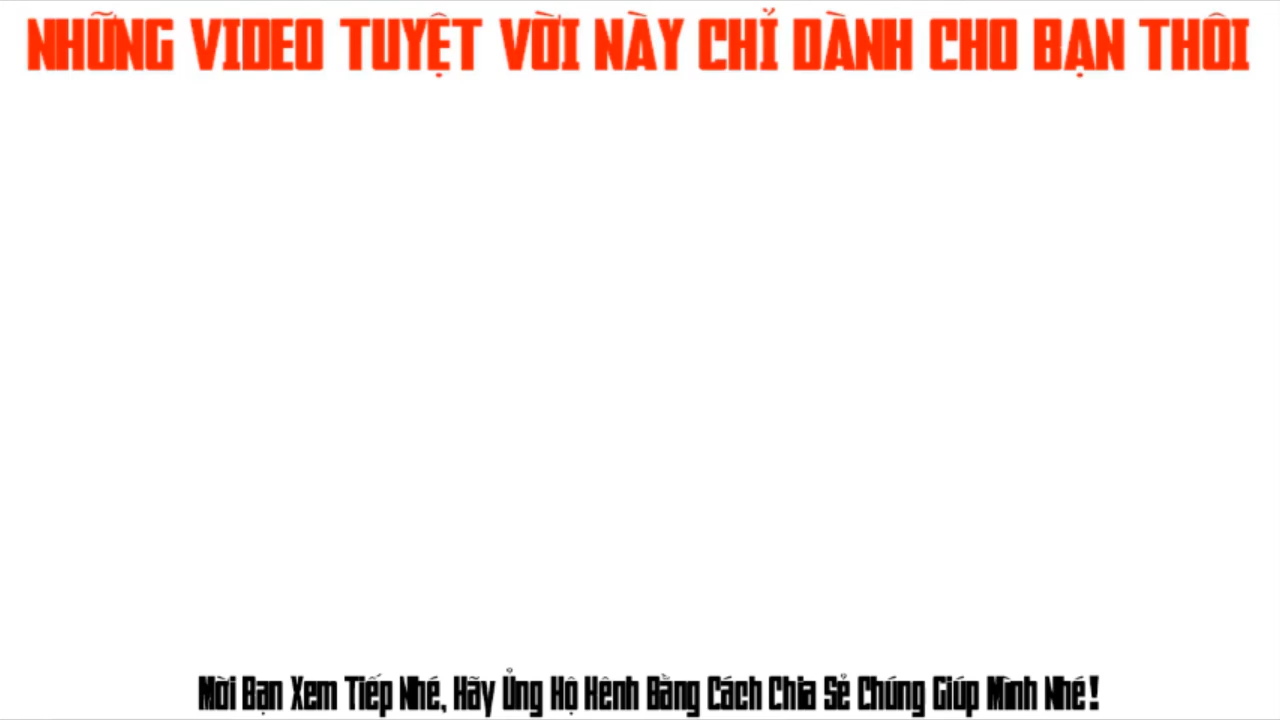 NHỮNG VIDEO TUYỆT VỜI NÀY CHỈ DÀNH CHO BẠN THÔI
Mời Bạn Xem Tiếp Nhé, Hãy Ủng Hộ Kênh Bằng Cách Chia Sẻ Chúng Giúp Mình Nhé!